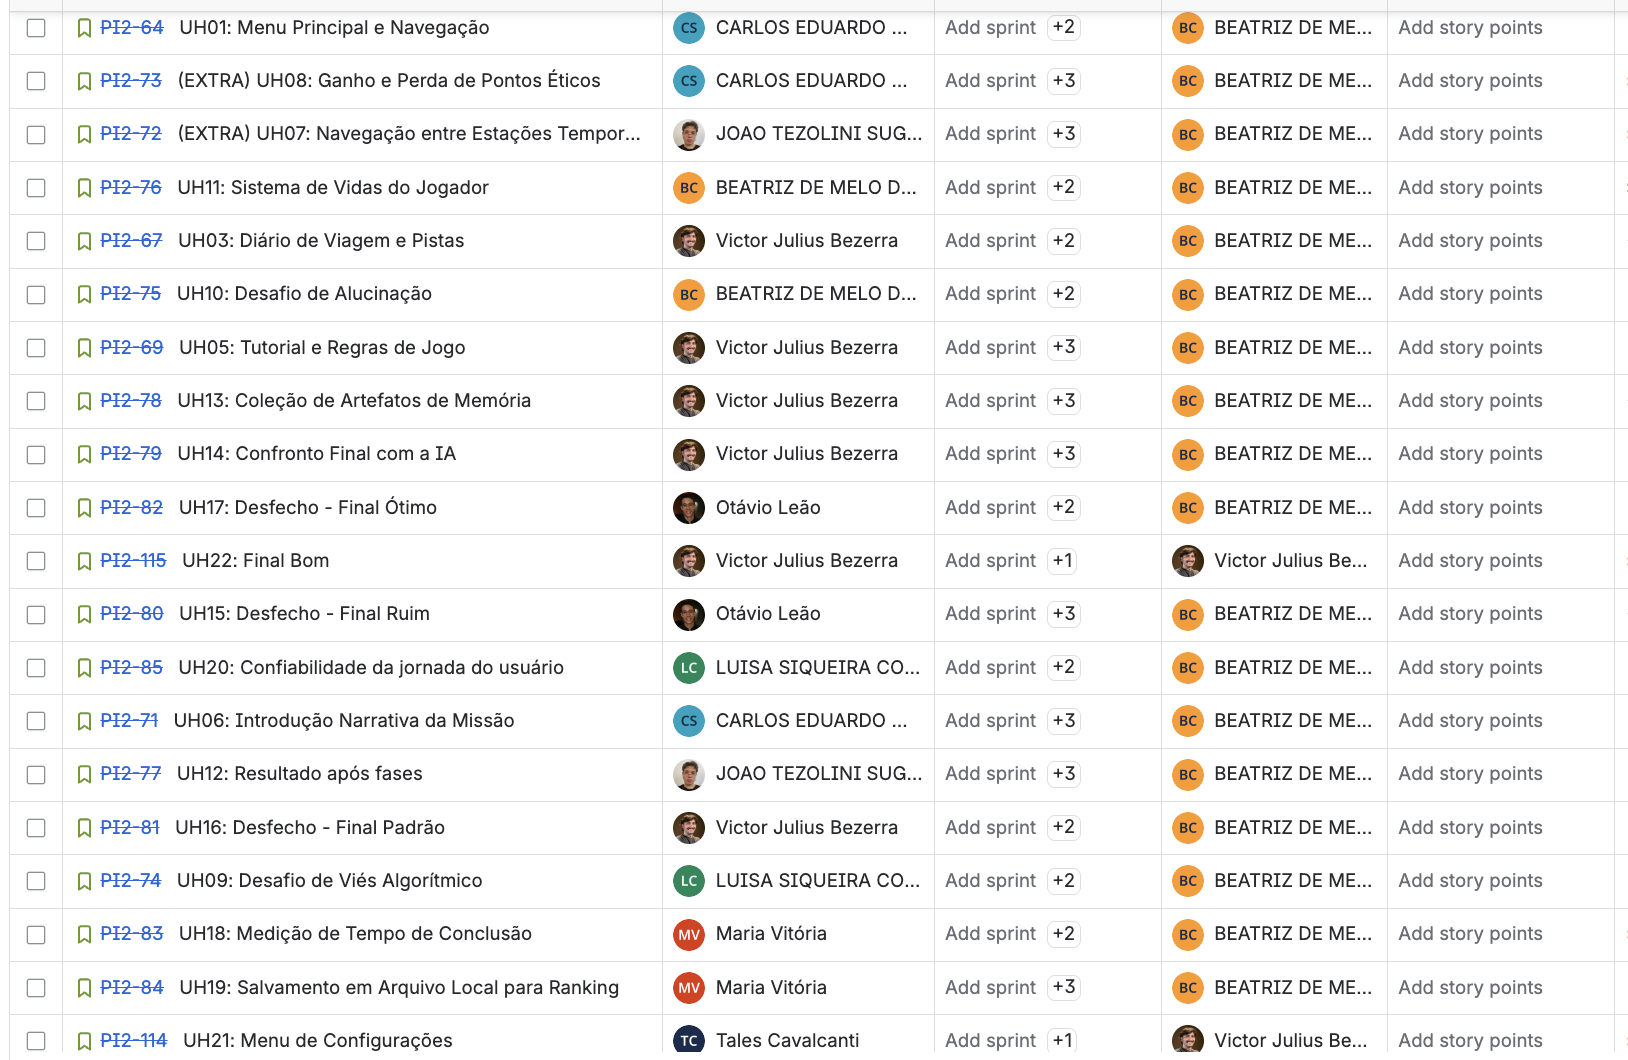 PI2-64 UH01: Menu Principal e Navegação CS CARLOS EDUARDO ... Add sprint +2 BC BEATRIZ DE ME... Add story points
PI2-73 (EXTRA) UH08: Ganho e Perda de Pontos Éticos CS CARLOS EDUARDO ... Add sprint +3 BC BEATRIZ DE ME... Add story points
PI2-72 (EXTRA) UH07: Navegação entre Estações Tempor... JOAO TEZOLINI SUG... Add sprint +3 BC BEATRIZ DE ME... Add story points
PI2-76 UH11: Sistema de Vidas do Jogador BC BEATRIZ DE MELO D... Add sprint +2 BC BEATRIZ DE ME... Add story points
PI2-67 UH03: Diário de Viagem e Pistas Victor Julius Bezerra Add sprint +2 BC BEATRIZ DE ME... Add story points
PI2-75 UH10: Desafio de Alucinação BC BEATRIZ DE MELO D... Add sprint +2 BC BEATRIZ DE ME... Add story points
PI2-69 UH05: Tutorial e Regras de Jogo Victor Julius Bezerra Add sprint +3 BC BEATRIZ DE ME... Add story points
PI2-78 UH13: Coleção de Artefatos de Memória Victor Julius Bezerra Add sprint +3 BC BEATRIZ DE ME... Add story points
PI2-79 UH14: Confronto Final com a IA Victor Julius Bezerra Add sprint +3 BC BEATRIZ DE ME... Add story points
PI2-82 UH17: Desfecho - Final Ótimo Otávio Leão Add sprint +2 BC BEATRIZ DE ME... Add story points
PI2-115 UH22: Final Bom Victor Julius Bezerra Add sprint +1 Victor Julius Be... Add story points
PI2-80 UH15: Desfecho - Final Ruim Otávio Leão Add sprint +3 BC BEATRIZ DE ME... Add story points
PI2-85 UH20: Confiabilidade da jornada do usuário LC LUISA SIQUEIRA CO... Add sprint +2 BC BEATRIZ DE ME... Add story points
PI2-71 UH06: Introdução Narrativa da Missão CS CARLOS EDUARDO ... Add sprint +3 BC BEATRIZ DE ME... Add story points
PI2-77 UH12: Resultado após fases JOAO TEZOLINI SUG... Add sprint +3 BC BEATRIZ DE ME... Add story points
PI2-81 UH16: Desfecho - Final Padrão Victor Julius Bezerra Add sprint +2 BC BEATRIZ DE ME... Add story points
PI2-74 UH09: Desafio de Viés Algorítmico LC LUISA SIQUEIRA CO... Add sprint +2 BC BEATRIZ DE ME... Add story points
PI2-83 UH18: Medição de Tempo de Conclusão MV Maria Vitória Add sprint +2 BC BEATRIZ DE ME... Add story points
PI2-84 UH19: Salvamento em Arquivo Local para Ranking MV Maria Vitória Add sprint +3 BC BEATRIZ DE ME... Add story points
PI2-114 UH21: Menu de Configurações TC Tales Cavalcanti Add sprint +1 Victor Julius Be... Add story points